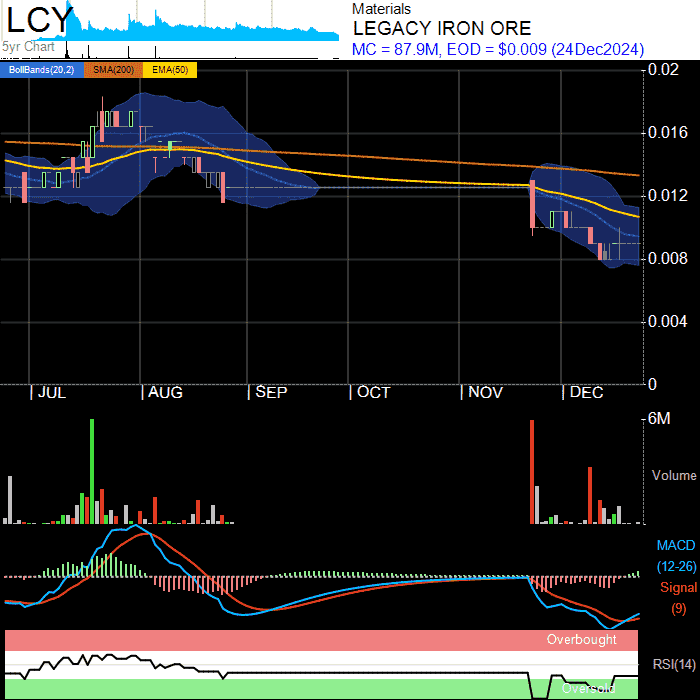 LCY
5yr Chart
Materials
LEGACY IRON ORE
MC = 87.9M, EOD = $0.009 (24Dec2024)
BollBands(20,2) SMA(200) EMA(50)
0.02
0.016
0.012
0.008
0.004
0
JUL AUG SEP OCT NOV DEC
6M
Volume
MACD
(12-26)
Signal
(9)
Overbought
RSI(14)
Oversold